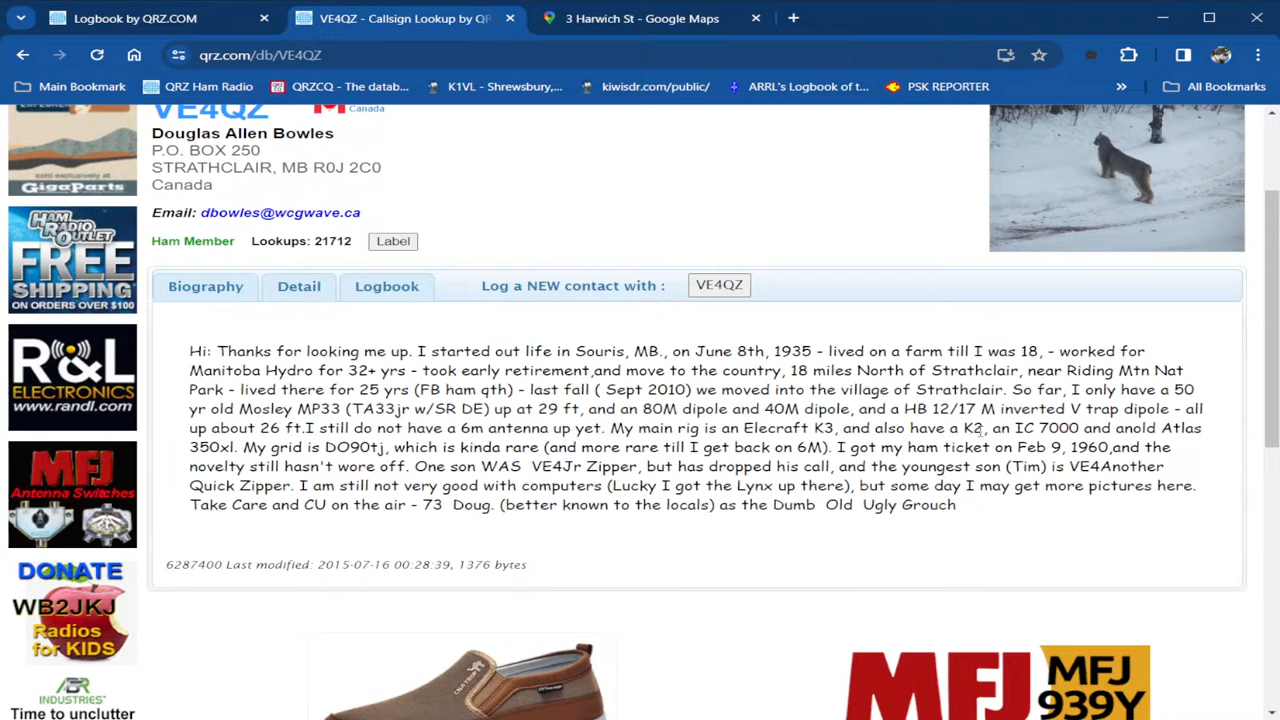 Logbook by QRZ.COM
VE4QZ - Callsign Lookup by QR
3 Harwich St - Google Maps
qrz.com/db/VE4QZ
Main Bookmark
QRZ Ham Radio
QRZCQ - The datab...
K1VL - Shrewsbury,...
kiwisdr.com/public/
ARRL's Logbook of t...
PSK REPORTER
All Bookmarks
VE4QZ
Canada
Douglas Allen Bowles
P.O. BOX 250
STRATHCLAIR, MB R0J 2C0
Canada
Email: dbowles@wcgwave.ca
Ham Member Lookups: 21712 Label
Biography Detail Logbook Log a NEW contact with : VE4QZ
Hi: Thanks for looking me up. I started out life in Souris, MB., on June 8th, 1935 - lived on a farm till I was 18, - worked for
Manitoba Hydro for 32+ yrs - took early retirement,and move to the country, 18 miles North of Strathclair, near Riding Mtn Nat
Park - lived there for 25 yrs (FB ham qth) - last fall ( Sept 2010) we moved into the village of Strathclair. So far, I only have a 50
yr old Mosley MP33 (TA33jr w/SR DE) up at 29 ft, and an 80M dipole and 40M dipole, and a HB 12/17 M inverted V trap dipole - all
up about 26 ft.I still do not have a 6m antenna up yet. My main rig is an Elecraft K3, and also have a K2, an IC 7000 and anold Atlas
350xl. My grid is DO90tj, which is kinda rare (and more rare till I get back on 6M). I got my ham ticket on Feb 9, 1960,and the
novelty still hasn't wore off. One son WAS VE4Jr Zipper, but has dropped his call, and the youngest son (Tim) is VE4Another
Quick Zipper. I am still not very good with computers (Lucky I got the Lynx up there), but some day I may get more pictures here.
Take Care and CU on the air - 73 Doug. (better known to the locals) as the Dumb Old Ugly Grouch
6287400 Last modified: 2015-07-16 00:28:39, 1376 bytes
sold exclusively at
GigaParts
HAM RADIO OUTLET
FREE
SHIPPING
ON ORDERS OVER $100
R&L
ELECTRONICS
www.randl.com
MFJ
Antenna Switches
DONATE
WB2JKJ
Radios
for KIDS
ABR
INDUSTRIES
Time to unclutter
MFJ
MFJ
939Y